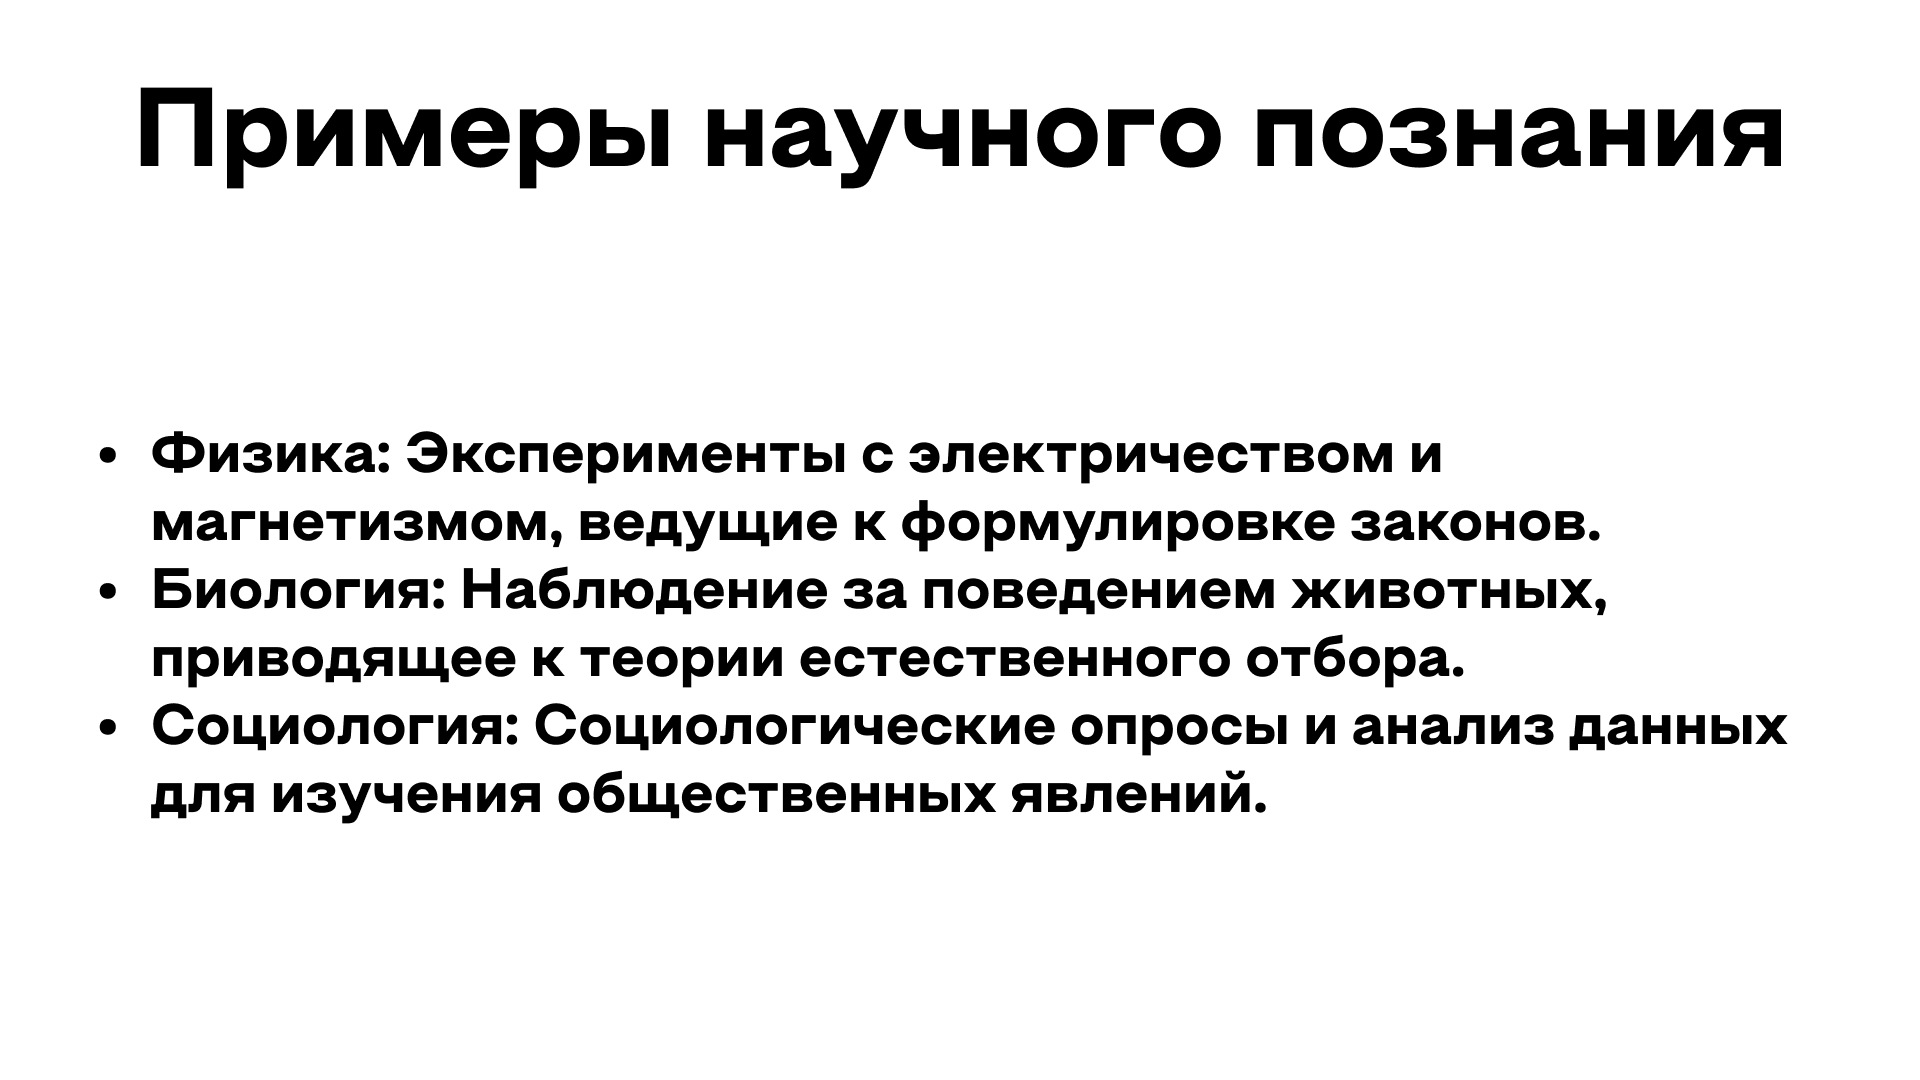 Примеры научного познания
• Физика: Эксперименты с электричеством и
магнетизмом, ведущие к формулировке законов.
• Биология: Наблюдение за поведением животных,
приводящее к теории естественного отбора.
• Социология: Социологические опросы и анализ данных
для изучения общественных явлений.